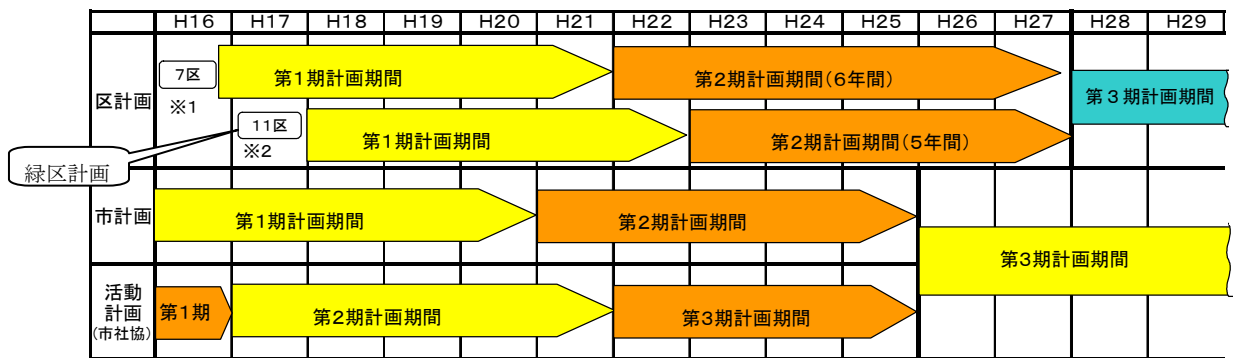 H16 H17 H18 H19 H20 H21 H22 H23 H24 H25 H26 H27 H28 H29
区計画
7区
※1
第1期計画期間
第2期計画期間(6年間)
第３期計画期間
11区
※2
第1期計画期間
第2期計画期間(5年間)
緑区計画
市計画
第1期計画期間
第2期計画期間
第3期計画期間
活動
計画
(市社協)
第1期
第2期計画期間
第3期計画期間